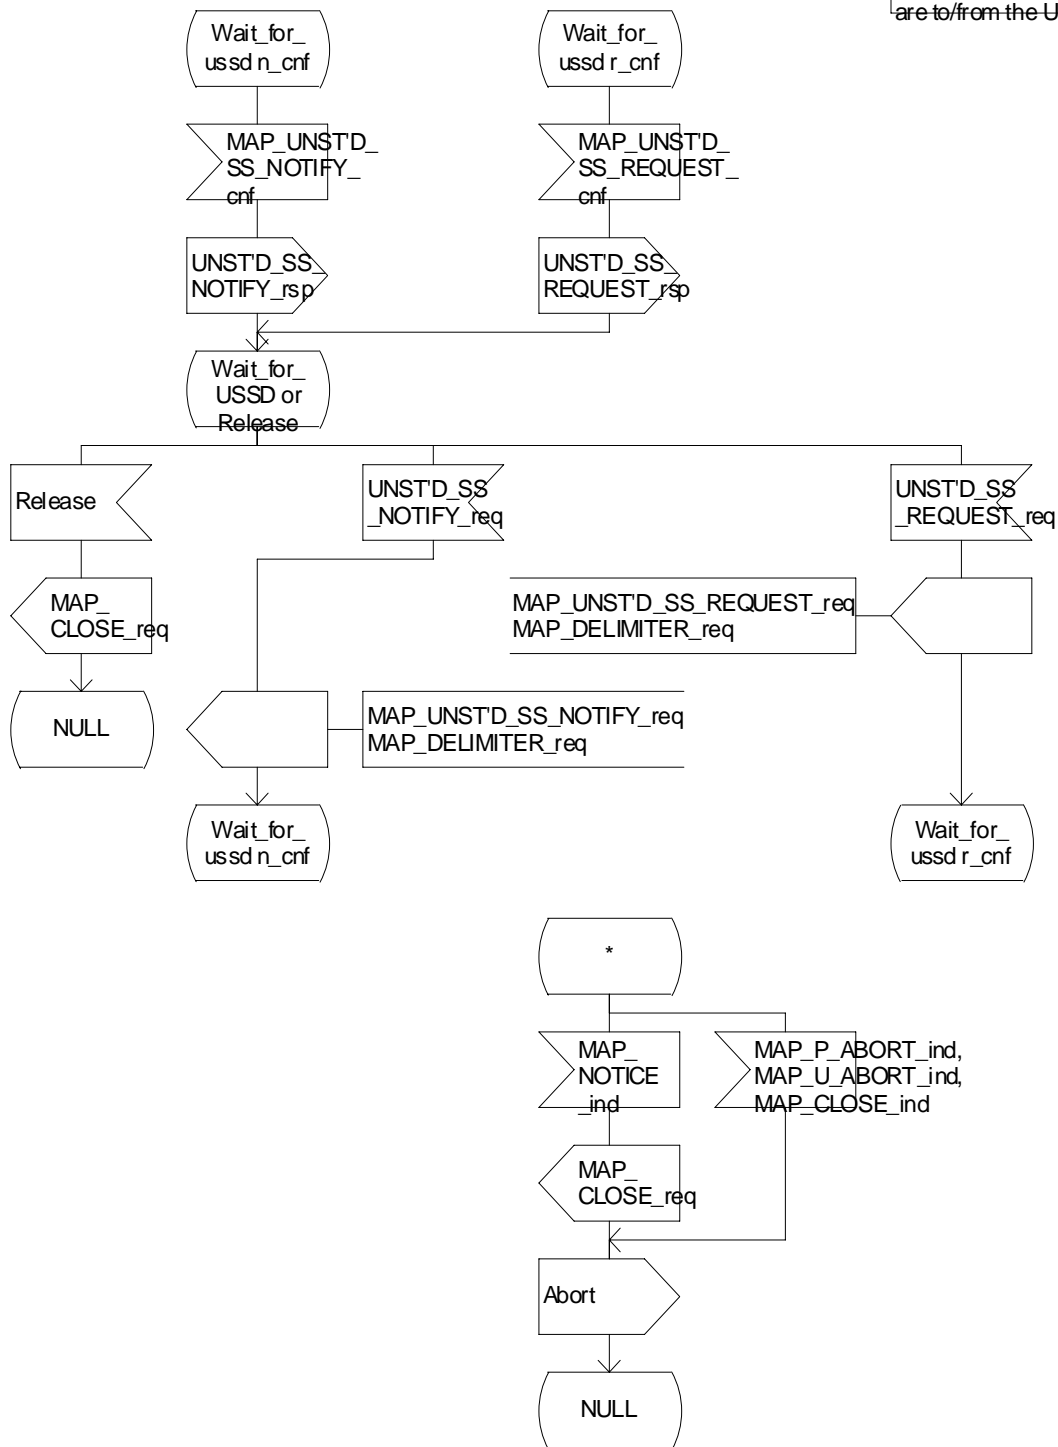 are to/from the U
Wait_for_
ussd n_cnf
Wait_for_
ussd r_cnf
MAP_UNST'D_
SS_NOTIFY_
cnf
MAP_UNST'D_
SS_REQUEST_
cnf
UNST'D_SS_
NOTIFY_rsp
UNST'D_SS_
REQUEST_rsp
Wait_for_
USSD or
Release
Release
UNST'D_SS
_NOTIFY_req
UNST'D_SS
_REQUEST_req
MAP_
CLOSE_req
MAP_UNST'D_SS_REQUEST_req
MAP_DELIMITER_req
NULL
MAP_UNST'D_SS_NOTIFY_req
MAP_DELIMITER_req
Wait_for_
ussd n_cnf
Wait_for_
ussd r_cnf
*
MAP_
NOTICE
_ind
MAP_P_ABORT_ind,
MAP_U_ABORT_ind,
MAP_CLOSE_ind
MAP_
CLOSE_req
Abort
NULL